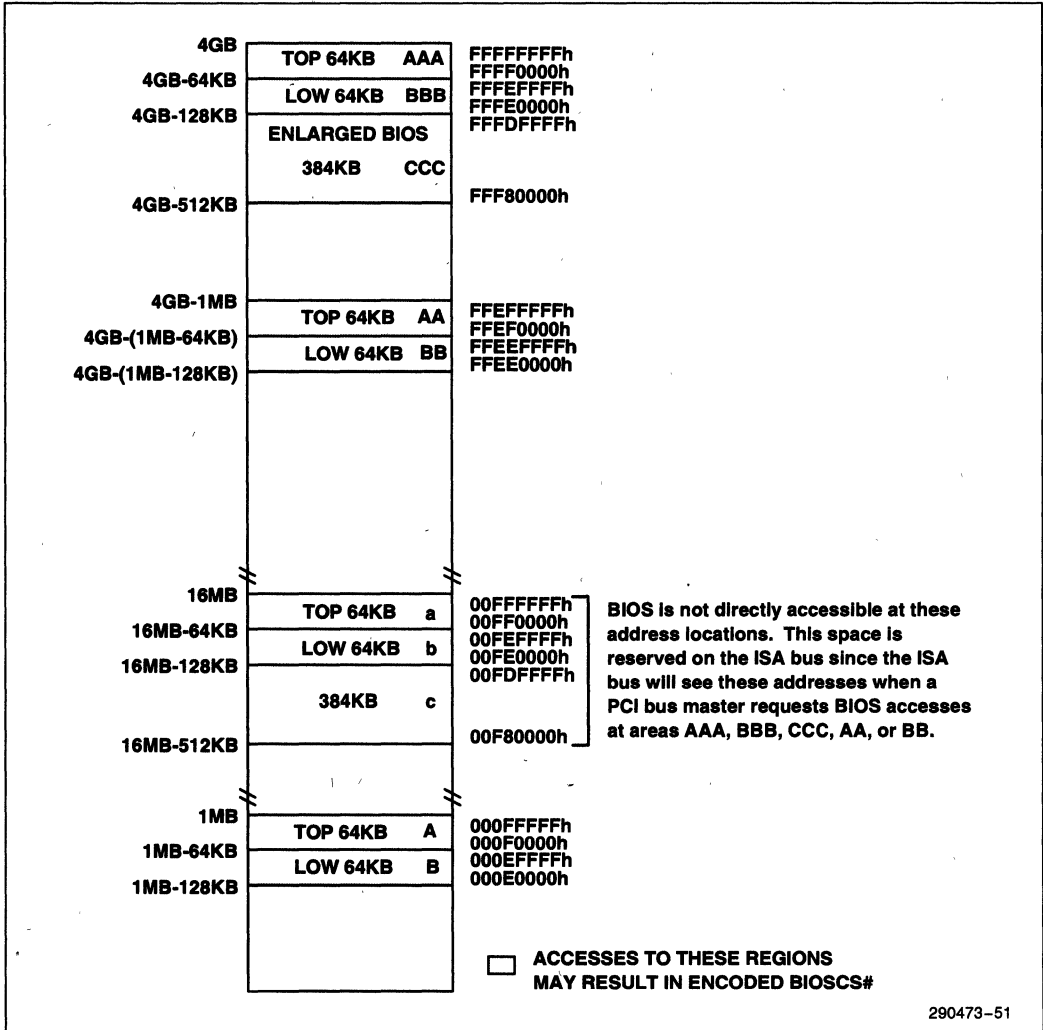 4GB
TOP 64KB AAA
FFFFFFFFh
FFFF0000h
4GB-64KB
LOW 64KB BBB
FFFEFFFFh
FFFE0000h
4GB-128KB
FFFDFFFFh
ENLARGED BIOS
384KB CCC
4GB-512KB
FFF80000h
4GB-1MB
TOP 64KB AA
FFEFFFFFh
FFEF0000h
4GB-(1MB-64KB)
LOW 64KB BB
FFEEFFFFh
FFEE0000h
4GB-(1MB-128KB)
16MB
TOP 64KB a
00FFFFFFh
00FF0000h
16MB-64KB
LOW 64KB b
00FEFFFFh
00FE0000h
16MB-128KB
00FDFFFFh
384KB c
16MB-512KB
00F80000h
BIOS is not directly accessible at these
address locations. This space is
reserved on the ISA bus since the ISA
bus will see these addresses when a
PCI bus master requests BIOS accesses
at areas AAA, BBB, CCC, AA, or BB.
1MB
TOP 64KB A
000FFFFFh
000F0000h
1MB-64KB
LOW 64KB B
000EFFFFh
000E0000h
1MB-128KB
ACCESSES TO THESE REGIONS
MAY RESULT IN ENCODED BIOSCS#
290473–51